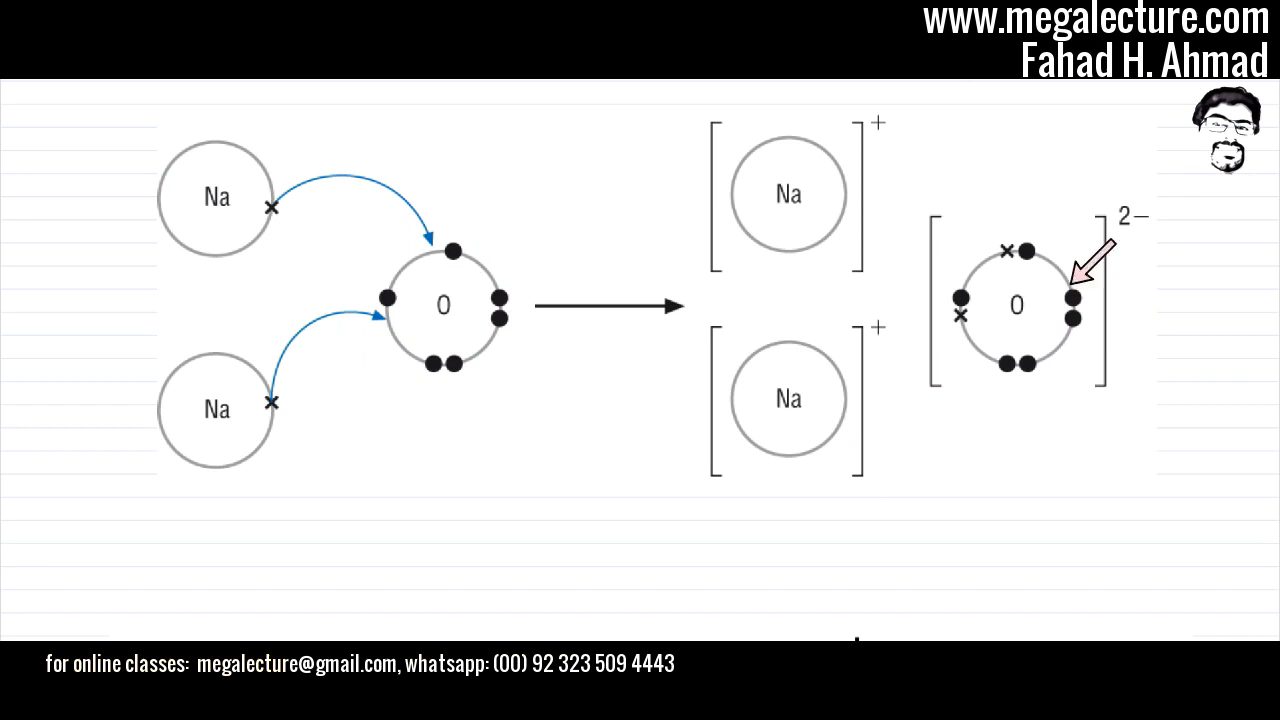 www.megalecture.com
Fahad H. Ahmad
Na
Na
O
Na
+
Na
+
O
2−
for online classes: megalecture@gmail.com, whatsapp: (00) 92 323 509 4443